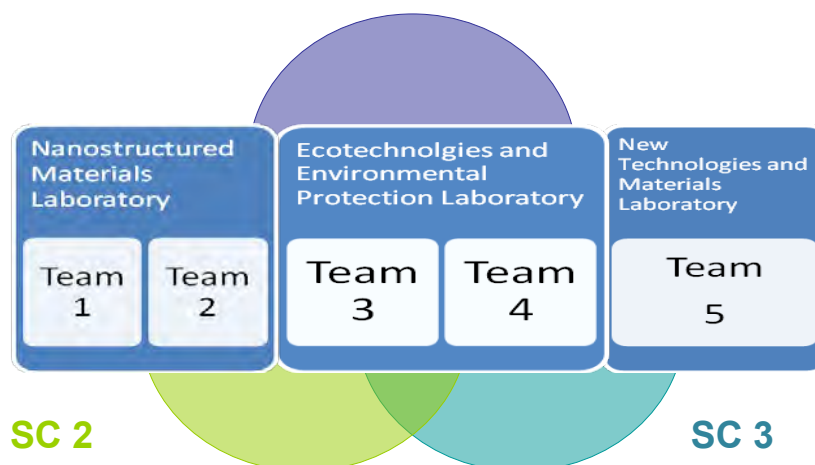 Nanostructured
Materials
Laboratory
Team
1
Team
2
Ecotechnolgies and
Environmental
Protection Laboratory
Team
3
Team
4
New
Technologies and
Materials
Laboratory
Team
5
SC 2
SC 3